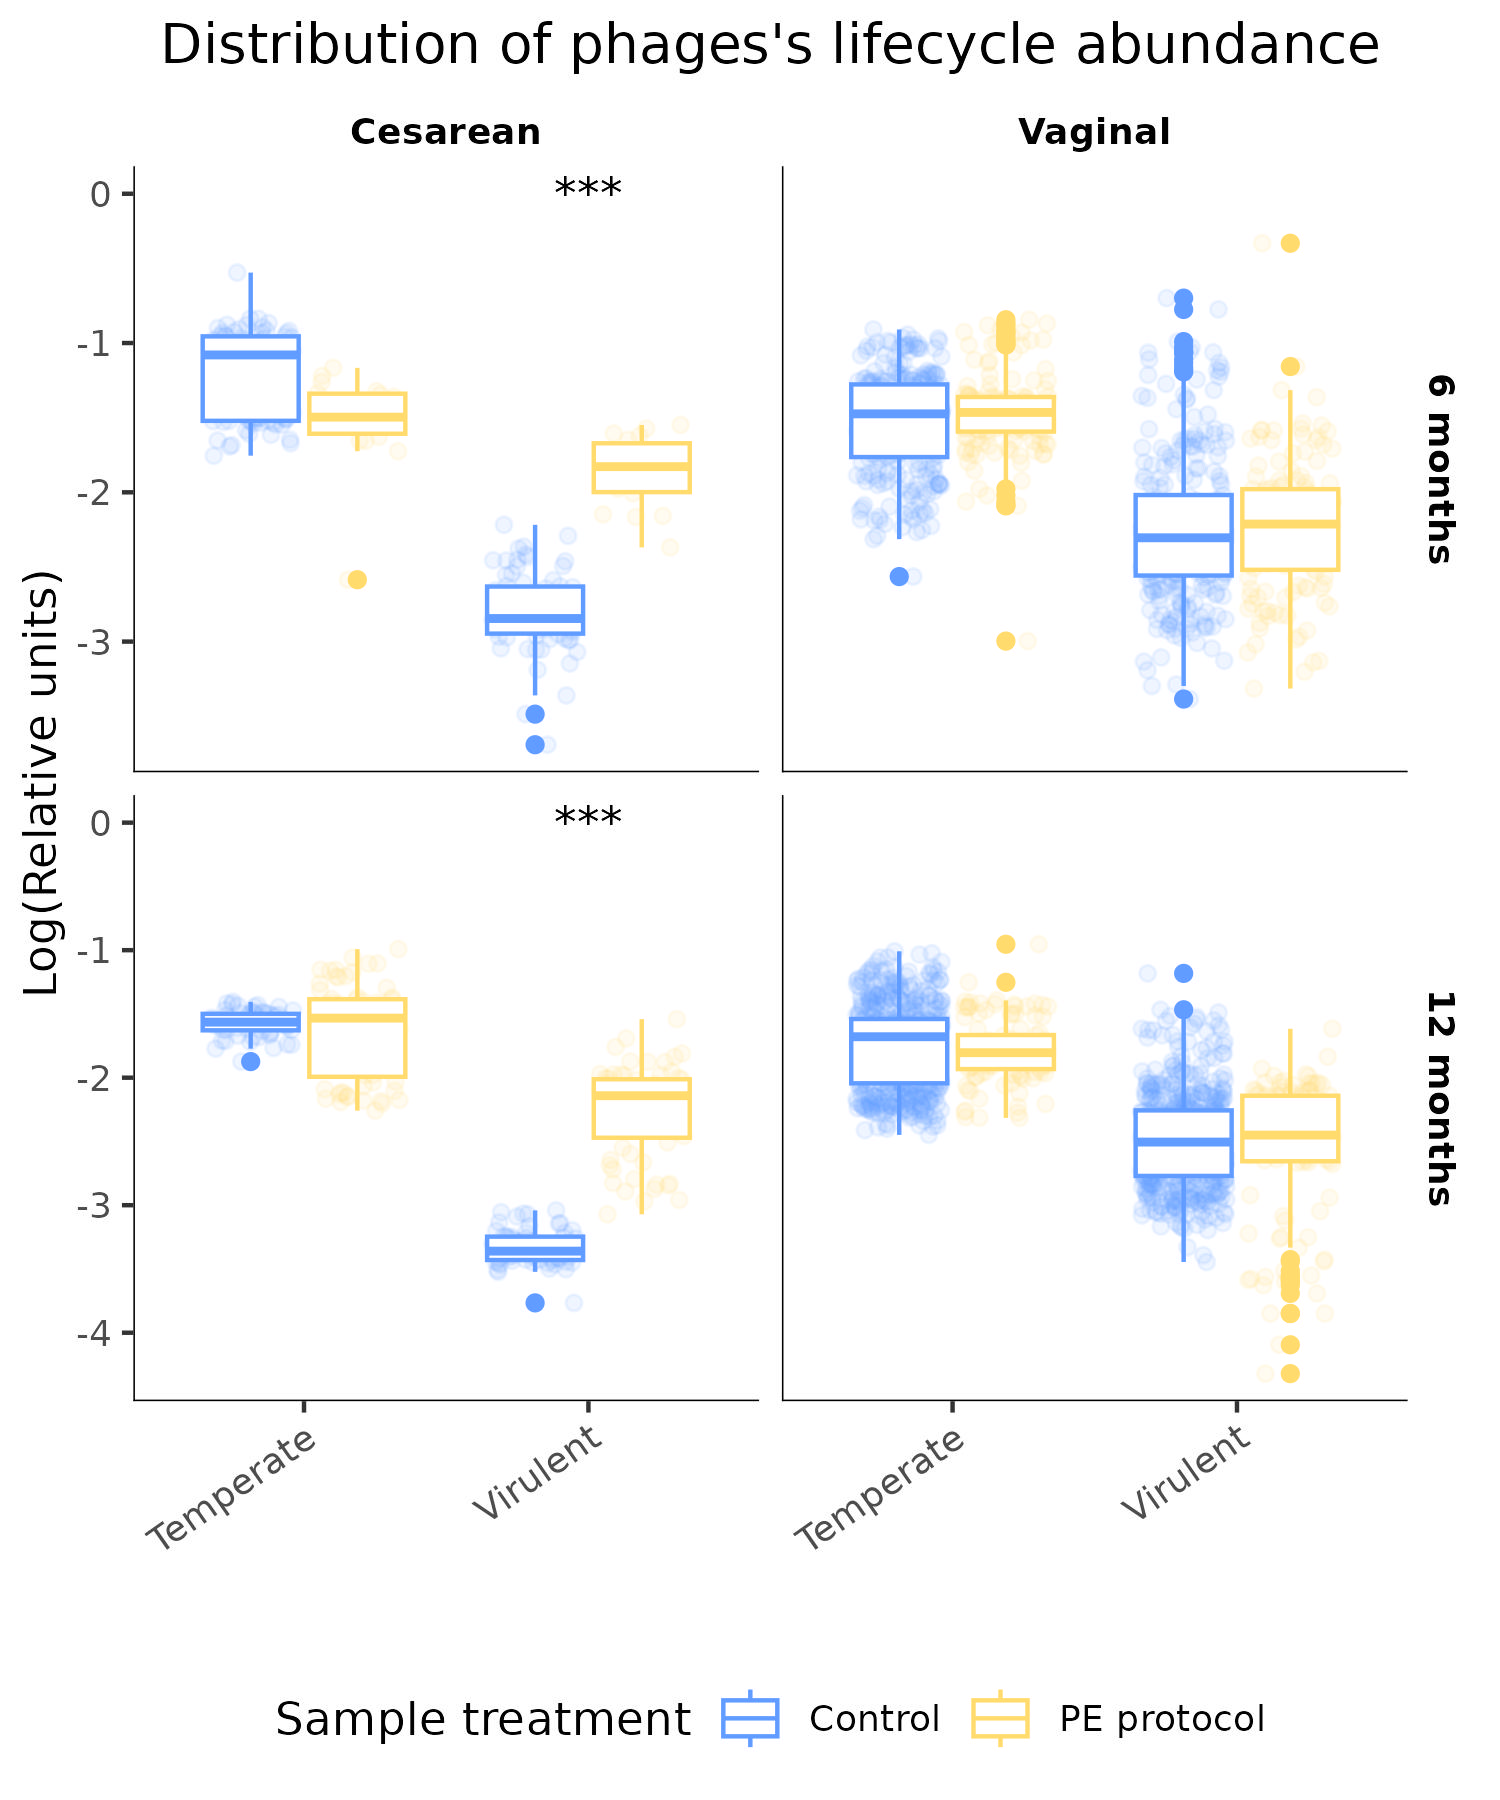 Distribution of phages's lifecycle abundance
Cesarean
Vaginal
Log(Relative units)
0
-1
-2
-3
***
6 months
0
-1
-2
-3
-4
***
12 months
Temperate
Virulent
Temperate
Virulent
Sample treatment
Control
PE protocol